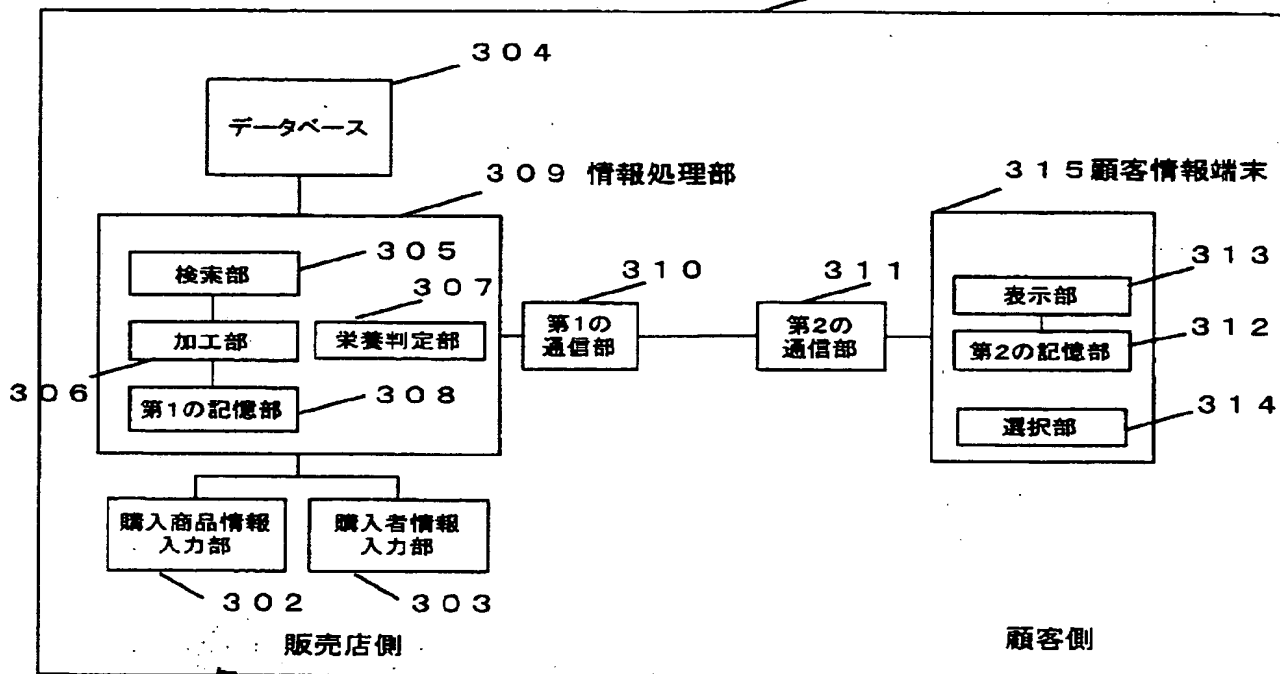 ３０４
データベース
３０９ 情報処理部
３１５顧客情報端末
３０５
検索部
３０７
３１０
３１１
３１３
表示部
加工部
栄養判定部
第1の
通信部
第2の
通信部
第2の記憶部
３１２
３０６
第1の記憶部
３０８
３１４
選択部
購入商品情報
入力部
購入者情報
入力部
３０２
３０３
販売店側
顧客側